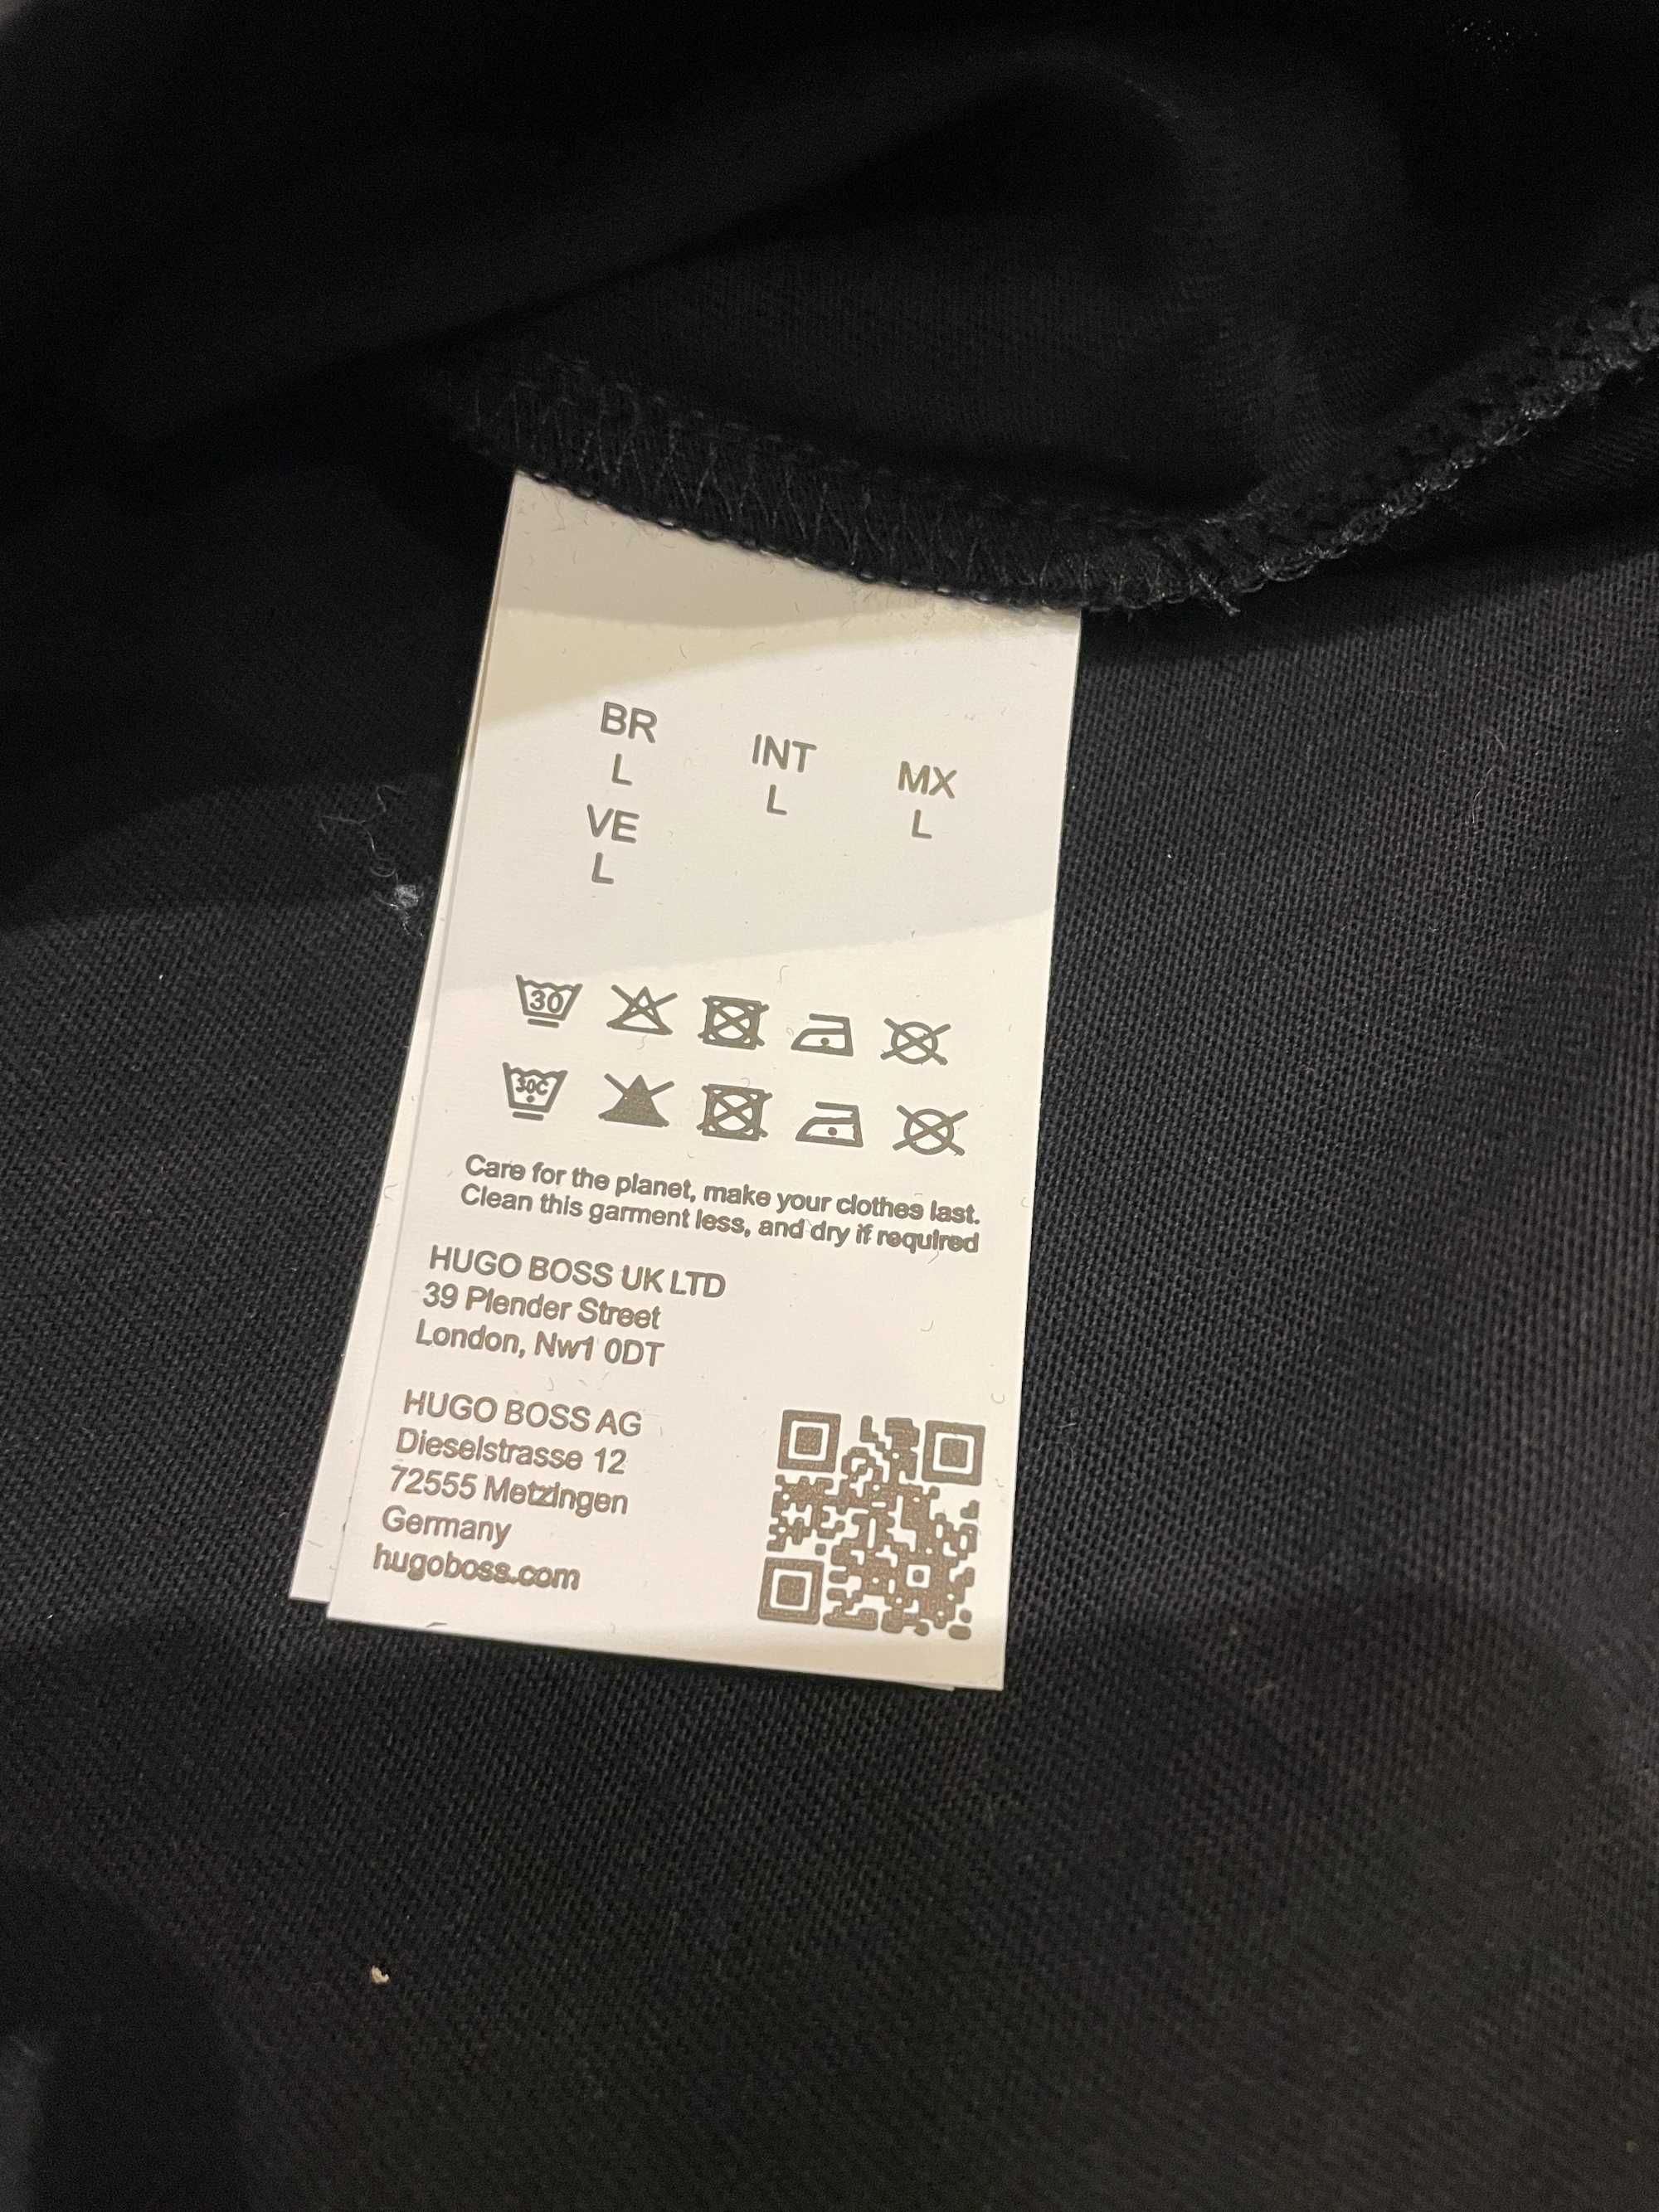 BR INT MX
L L L
VE
L
30
30C
Care for the planet, make your clothes last.
Clean this garment less, and dry if required
HUGO BOSS UK LTD
39 Plender Street
London, Nw1 0DT
HUGO BOSS AG
Dieselstrasse 12
72555 Metzingen
Germany
hugoboss.com